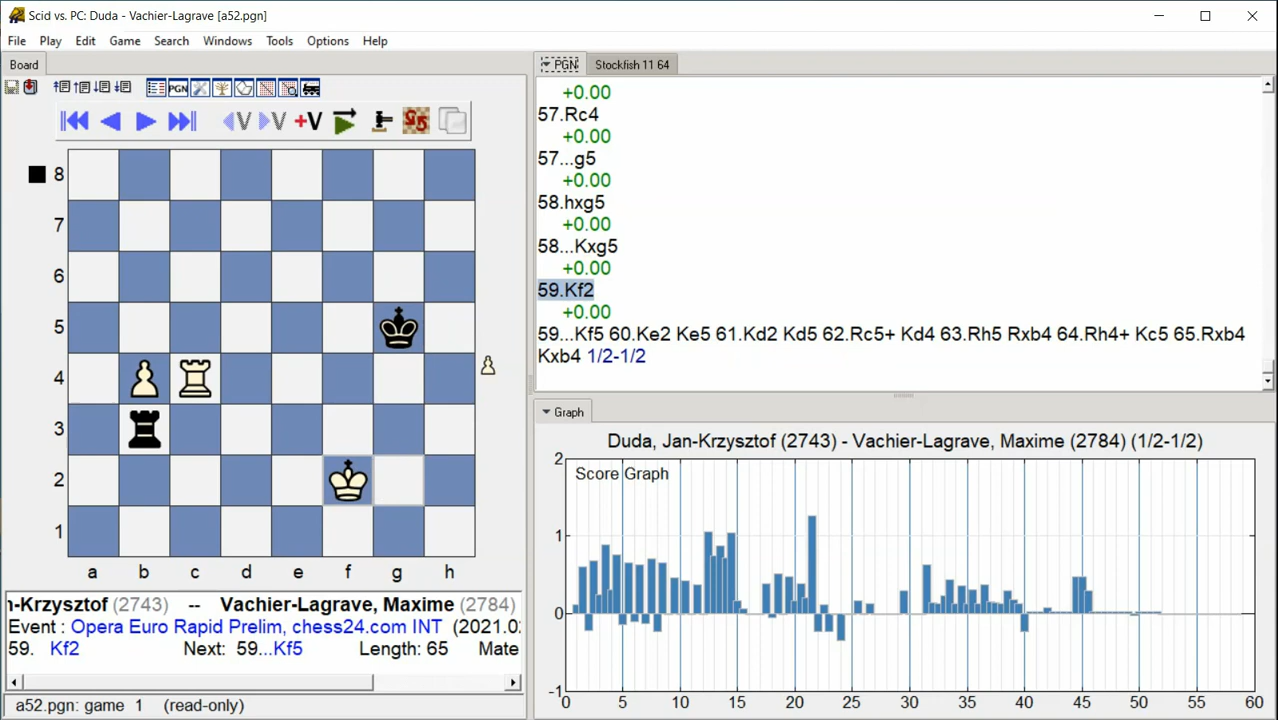 Scid vs. PC: Duda - Vachier-Lagrave [a52.pgn]
File Play Edit Game Search Windows Tools Options Help
Board
PGN
V V +V
8
7
6
5
4
3
2
1
a b c d e f g h
n-Krzysztof (2743) -- Vachier-Lagrave, Maxime (2784)
Event : Opera Euro Rapid Prelim, chess24.com INT (2021.02
59. Kf2 Next: 59...Kf5 Length: 65 Mate
a52.pgn: game 1 (read-only)
PGN Stockfish 11 64
+0.00
57.Rc4
+0.00
57...g5
+0.00
58.hxg5
+0.00
58...Kxg5
+0.00
59.Kf2
+0.00
59...Kf5 60.Ke2 Ke5 61.Kd2 Kd5 62.Rc5+ Kd4 63.Rh5 Rxb4 64.Rh4+ Kc5 65.Rxb4
Kxb4 1/2-1/2
Graph
Duda, Jan-Krzysztof (2743) - Vachier-Lagrave, Maxime (2784) (1/2-1/2)
Score Graph
2
1
0
-1
0 5 10 15 20 25 30 35 40 45 50 55 60